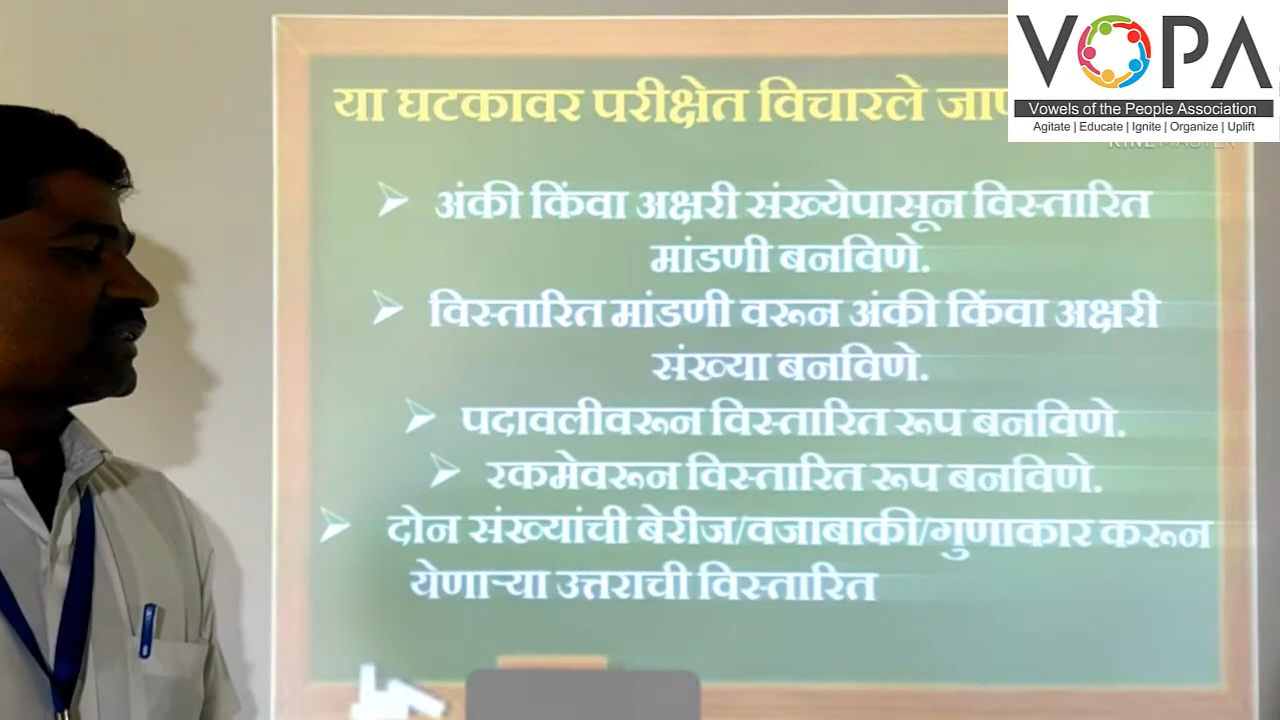 या घटकावर परीक्षेत विचारले
अंकी किंवा अक्षरी संख्येपासून विस्तारित
मांडणी बनविणे.
विस्तारित मांडणी वरून अंकी किंवा अक्षरी
संख्या बनविणे.
पदावलीवरून विस्तारित रूप बनविणे.
रकमेवरून विस्तारित रूप बनविणे.
दोन संख्यांची बेरीज/वजाबाकी/गुणाकार करून
येणाऱ्या उत्तराची विस्तारित
VOPA
Vowels of the People Association
Agitate | Educate | Ignite | Organize | Uplift